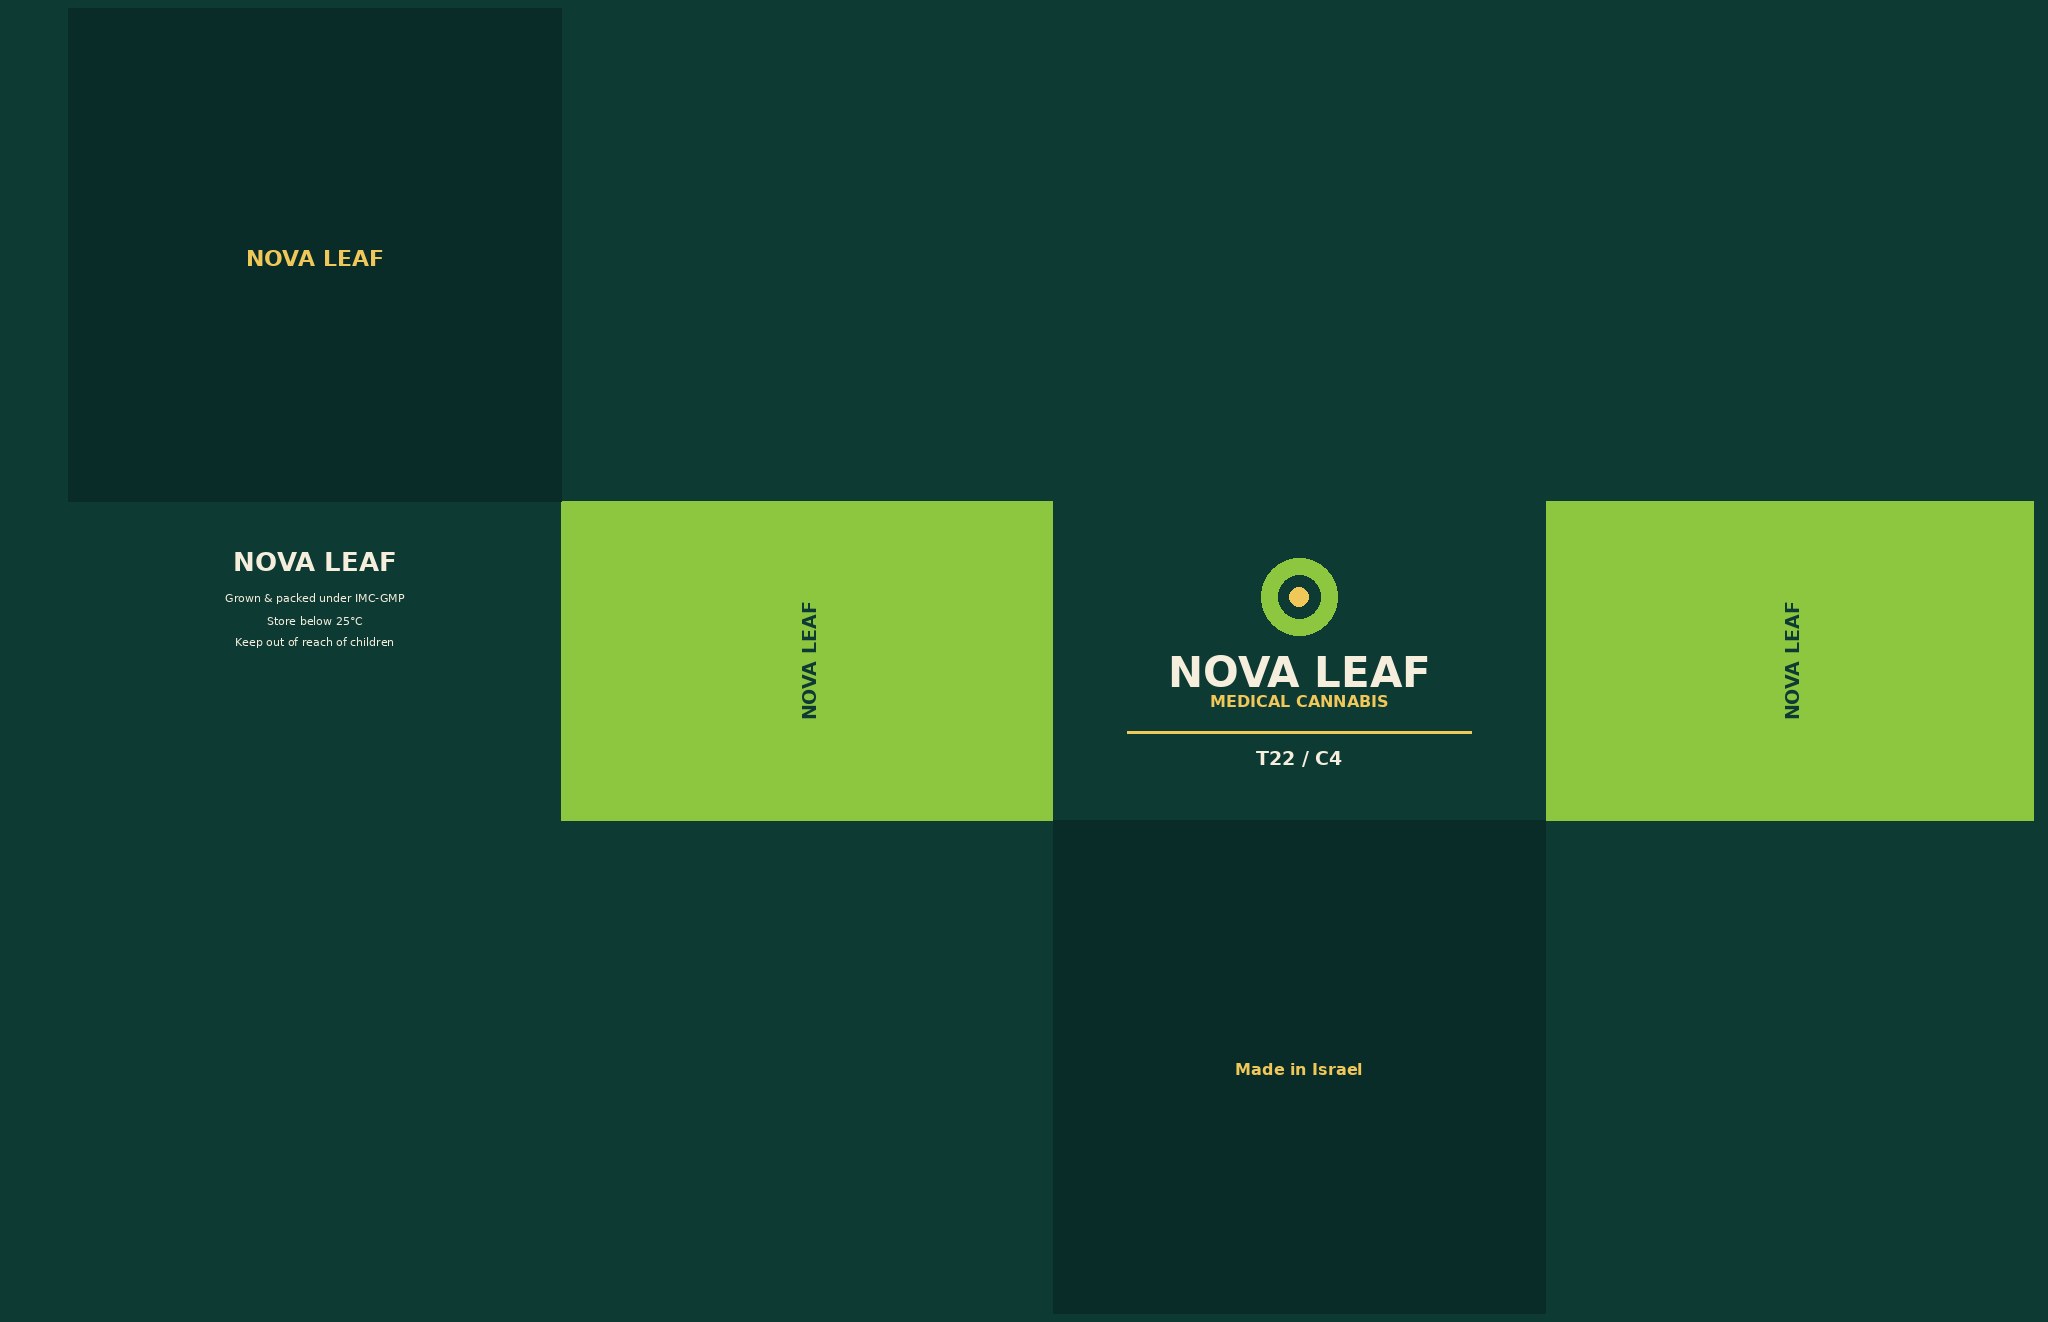 NOVA LEAF
NOVA LEAF
Grown & packed under IMC-GMP
Store below 25°C
Keep out of reach of children
NOVA LEAF
NOVA LEAF
MEDICAL CANNABIS
T22 / C4
NOVA LEAF
Made in Israel